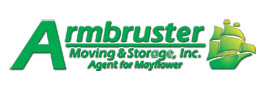 Armbruster
Moving & Storage, Inc.
Agent for Mayflower